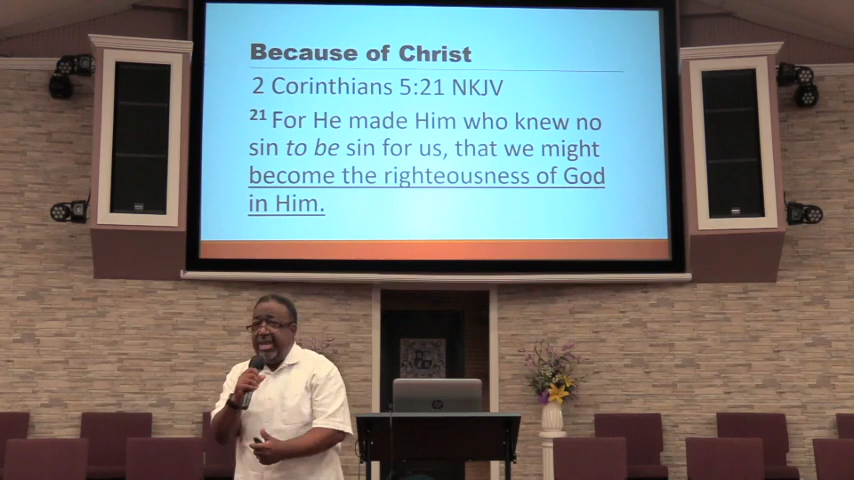 Because of Christ
2 Corinthians 5:21 NKJV
21 For He made Him who knew no
sin to be sin for us, that we might
become the righteousness of God
in Him.
hp